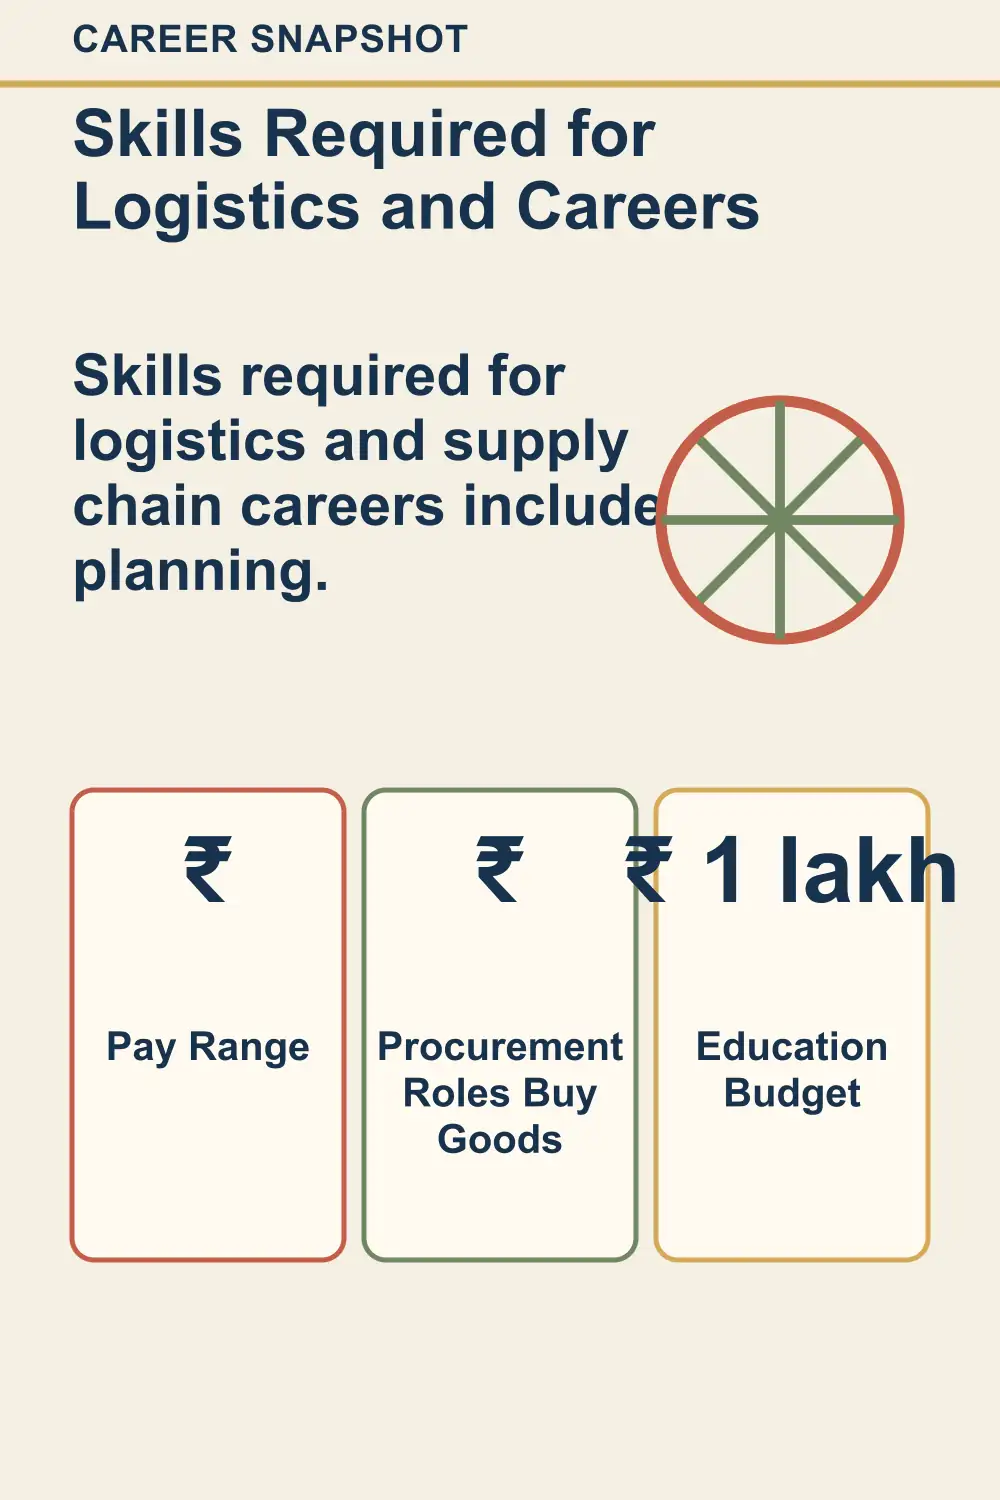 CAREER SNAPSHOT
Skills Required for
Logistics and Careers
Skills required for
logistics and supply
chain careers include
planning.
₹
Pay Range
₹
Procurement
Roles Buy
Goods
₹ 1 lakh
Education
Budget